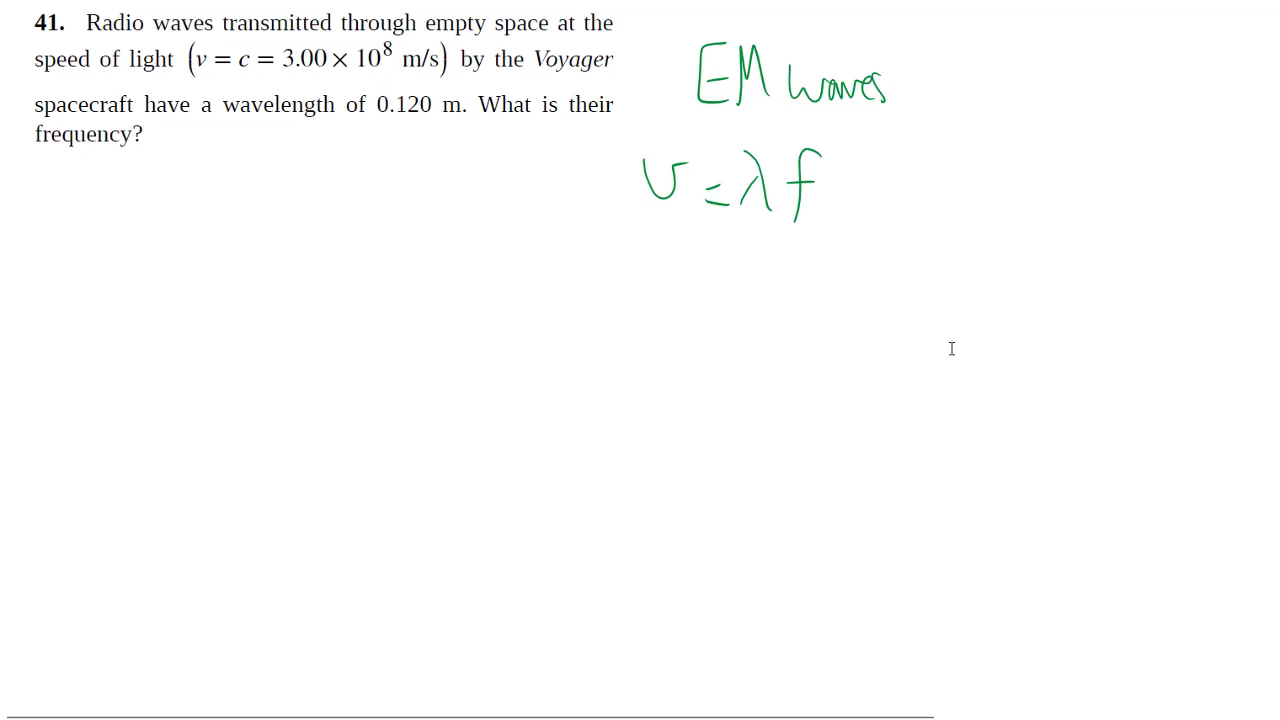 41. Radio waves transmitted through empty space at the
speed of light (v = c = 3.00 × 10⁸ m/s) by the Voyager
spacecraft have a wavelength of 0.120 m. What is their
frequency?
EM waves
v = λ f